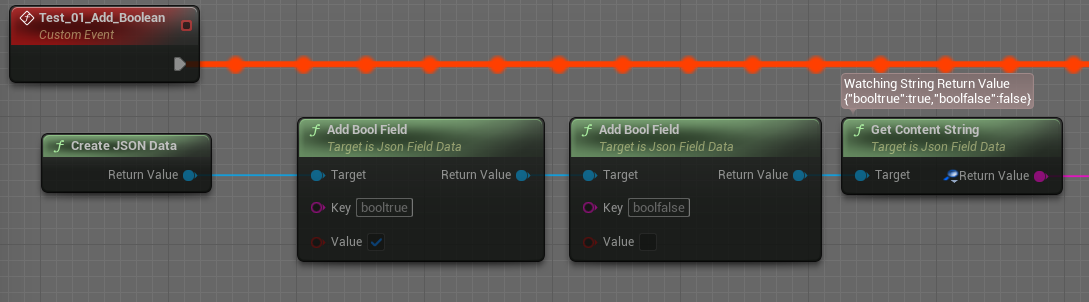 Test_01_Add_Boolean
Custom Event
Watching String Return Value
{"booltrue":true,"boolfalse":false}
Create JSON Data
Return Value
Add Bool Field
Target is Json Field Data
Target Return Value
Key booltrue
Value
Add Bool Field
Target is Json Field Data
Target Return Value
Key boolfalse
Value
Get Content String
Target is Json Field Data
Target Return Value